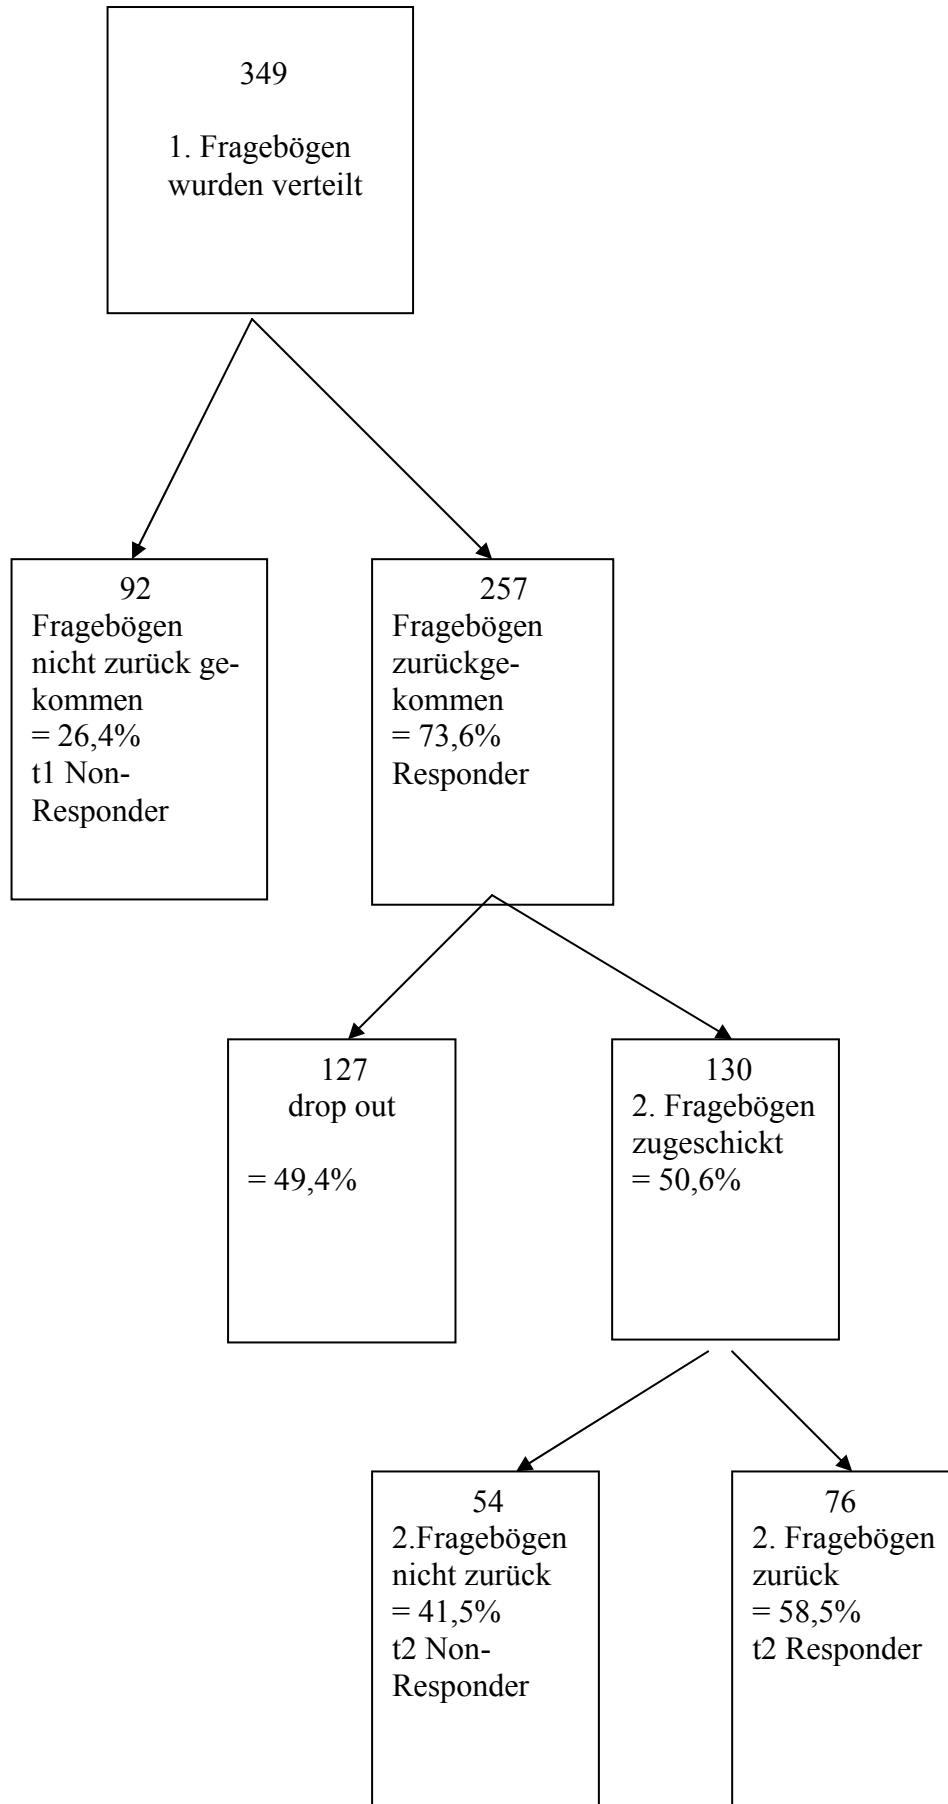 349
1. Fragebögen
wurden verteilt
92
Fragebögen
nicht zurück ge-
kommen
= 26,4%
t1 Non-
Responder
257
Fragebögen
zurückge-
kommen
= 73,6%
Responder
127
drop out
= 49,4%
130
2. Fragebögen
zugeschickt
= 50,6%
54
2.Fragebögen
nicht zurück
= 41,5%
t2 Non-
Responder
76
2. Fragebögen
zurück
= 58,5%
t2 Responder